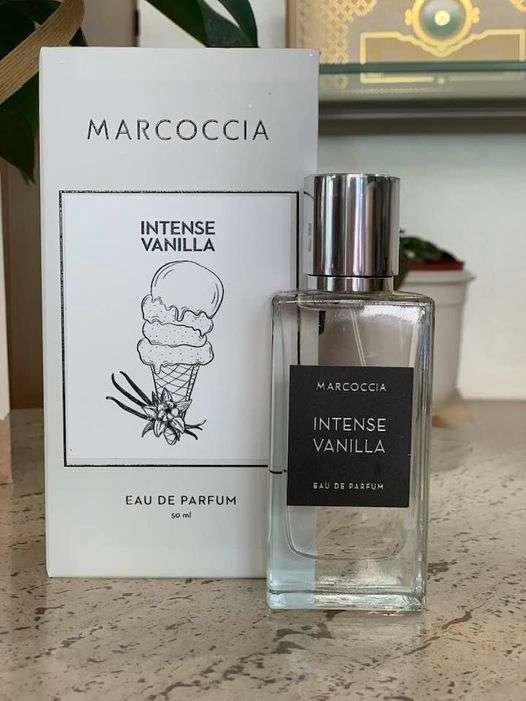 MARCOCCIA
INTENSE
VANILLA
EAU DE PARFUM
50 ml
MARCOCCIA
INTENSE
VANILLA
EAU DE PARFUM